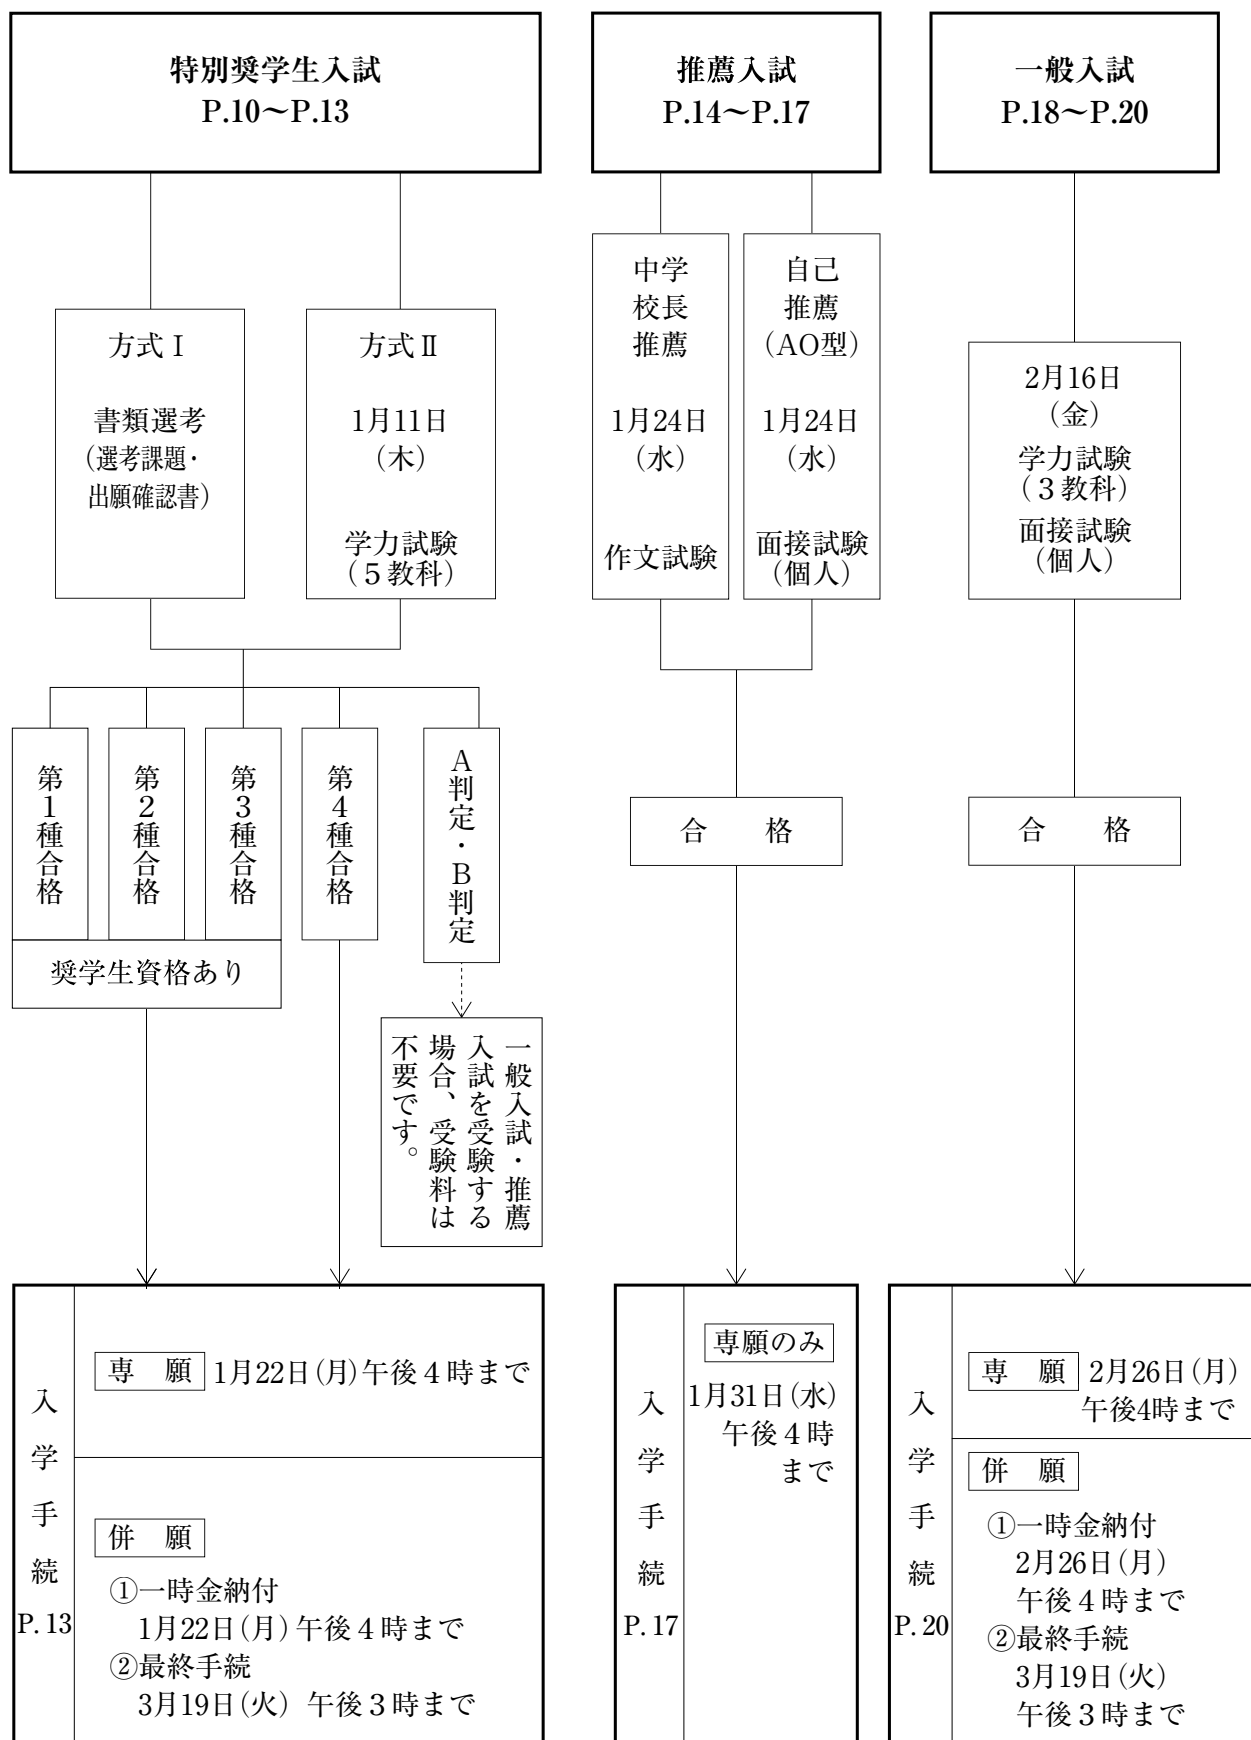 特別奨学生入試
P.10～P.13
方式Ⅰ
書類選考
（選考課題・
出願確認書）
方式Ⅱ
1月11日
（木）
学力試験
（５教科）
第１種合格
第２種合格
第３種合格
第４種合格
A判定・B判定
奨学生資格あり
一般入試・推薦
入試を受験する
場合、受験料は
不要です。
入学手続
P.13
専　願 1月22日（月）午後４時まで
併　願
①一時金納付
1月22日（月）午後４時まで
②最終手続
3月19日（火）午後３時まで
推薦入試
P.14～P.17
中学
校長
推薦
1月24日
（水）
作文試験
自己
推薦
（AO型）
1月24日
（水）
面接試験
（個人）
合　格
入学手続
P.17
専願のみ
1月31日（水）
午後４時
まで
一般入試
P.18～P.20
2月16日
（金）
学力試験
（３教科）
面接試験
（個人）
合　格
入学手続
P.20
専　願 2月26日（月）
午後4時まで
併　願
①一時金納付
2月26日（月）
午後４時まで
②最終手続
3月19日（火）
午後３時まで